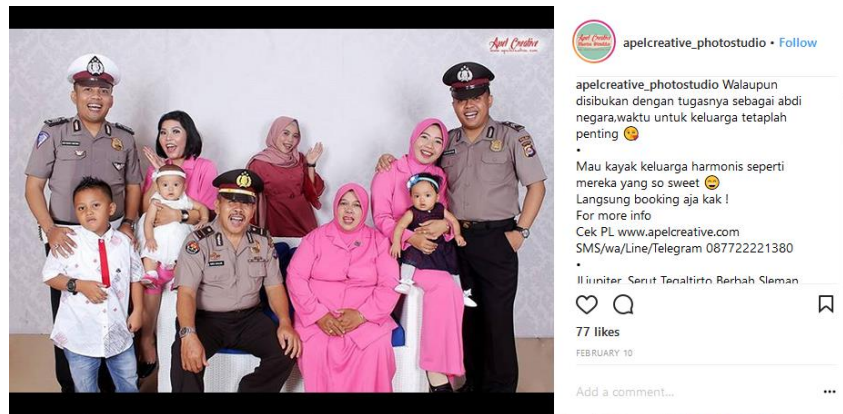 Apel Creative
apelcreative_photostudio • Follow
apelcreative_photostudio Walaupun
disibukan dengan tugasnya sebagai abdi
negara,waktu untuk keluarga tetaplah
penting 😘
•
Mau kayak keluarga harmonis seperti
mereka yang so sweet 😄
Langsung booking aja kak !
For more info
Cek PL www.apelcreative.com
SMS/wa/Line/Telegram 087722221380
•
Jl.jupiter, Serut Tegaltirto Berbah Sleman
77 likes
FEBRUARY 10
Add a comment...